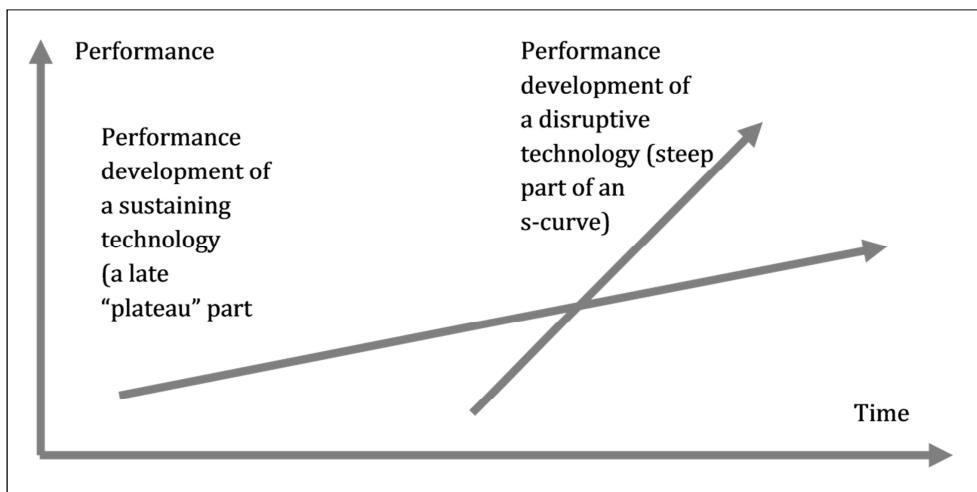 Performance
Performance
development of
a sustaining
technology
(a late
“plateau” part
Performance
development of
a disruptive
technology (steep
part of an
s-curve)
Time